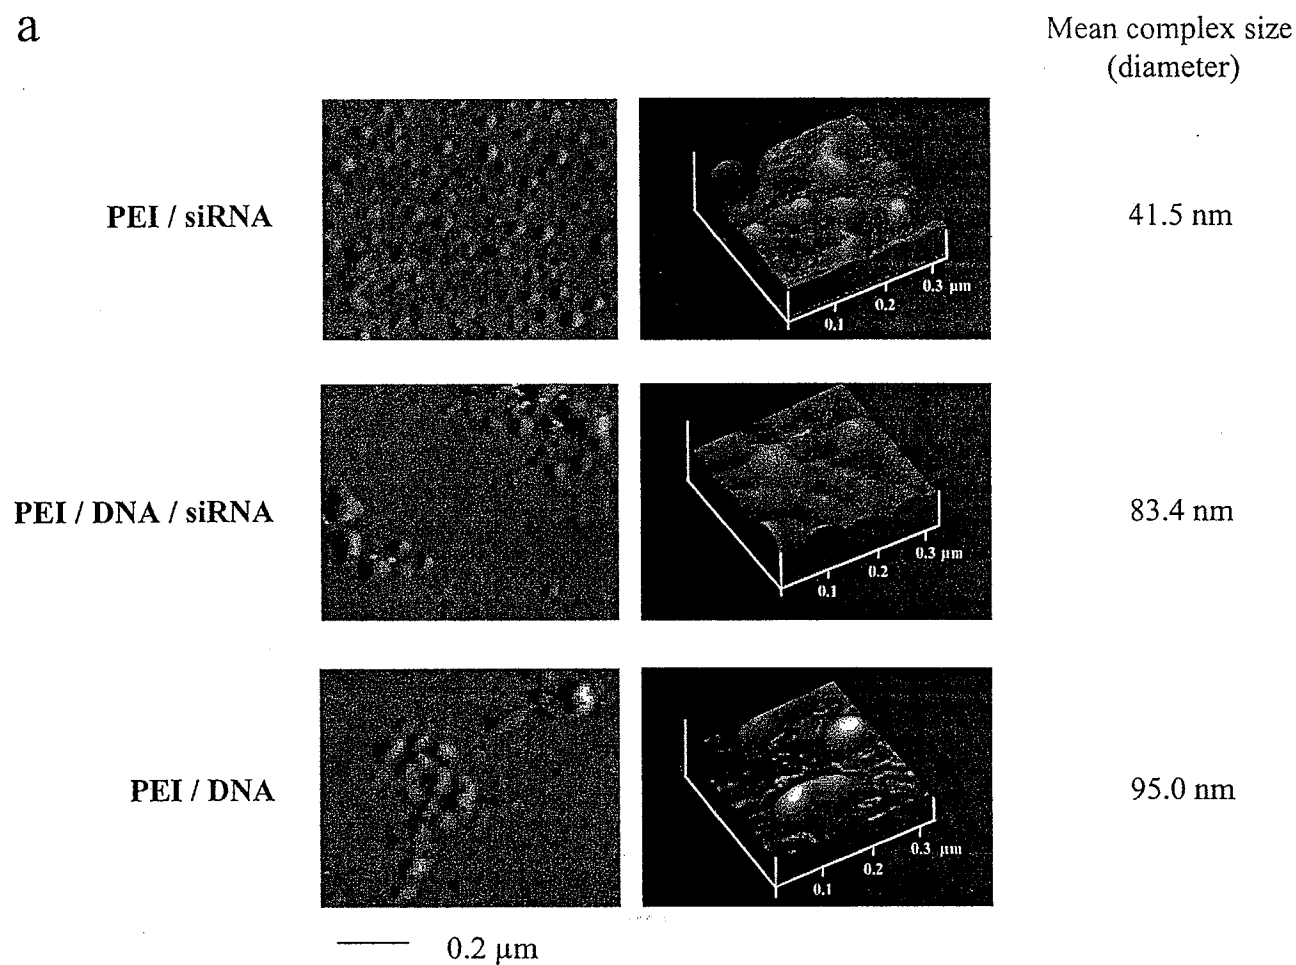 a
Mean complex size
(diameter)
PEI / siRNA
0.1
0.2
0.3 µm
41.5 nm
PEI / DNA / siRNA
0.1
0.2
0.3 µm
83.4 nm
PEI / DNA
0.1
0.2
0.3 µm
95.0 nm
0.2 µm